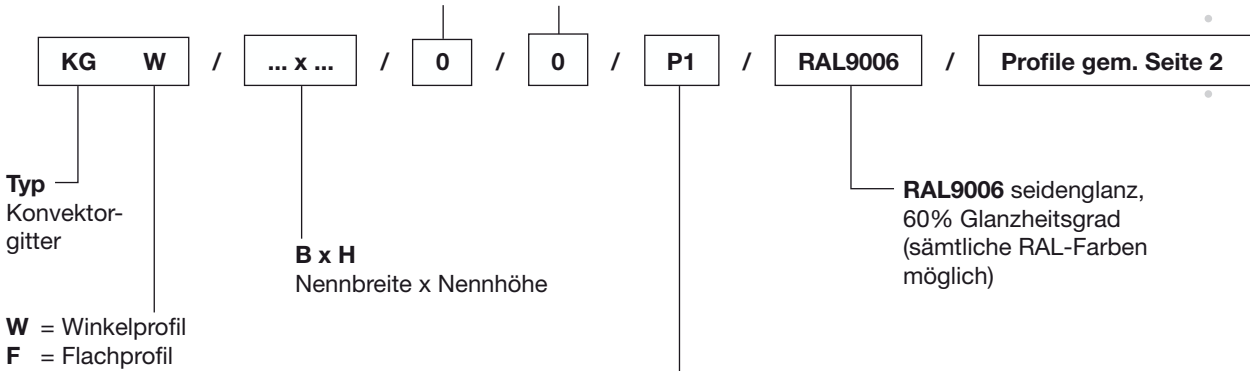 KG W / ... x ... / 0 / 0 / P1 / RAL9006 / Profile gem. Seite 2
Typ
Konvektor-
gitter
B x H
Nennbreite x Nennhöhe
W = Winkelprofil
F = Flachprofil
RAL9006 seidenglanz,
60% Glanzheitsgrad
(sämtliche RAL-Farben
möglich)